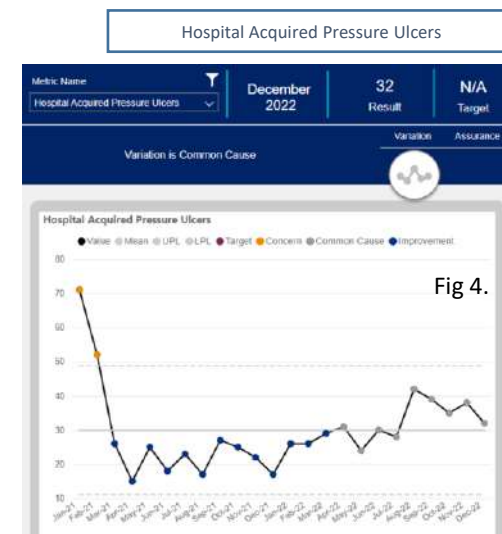 Hospital Acquired Pressure Ulcers
Metric Name
Hospital Acquired Pressure Ulcers
December
2022
32
Result
N/A
Target
Variation is Common Cause
Variation
Assurance
Hospital Acquired Pressure Ulcers
Value Mean UPL LPL Target Concern Common Cause Improvement
80
70
Fig 4.
60
50
40
30
20
10
Jan-21 Feb-21 Mar-21 Apr-21 May-21 Jun-21 Jul-21 Aug-21 Sep-21 Oct-21 Nov-21 Dec-21 Jan-22 Feb-22 Mar-22 Apr-22 May-22 Jun-22 Jul-22 Aug-22 Sep-22 Oct-22 Nov-22 Dec-22